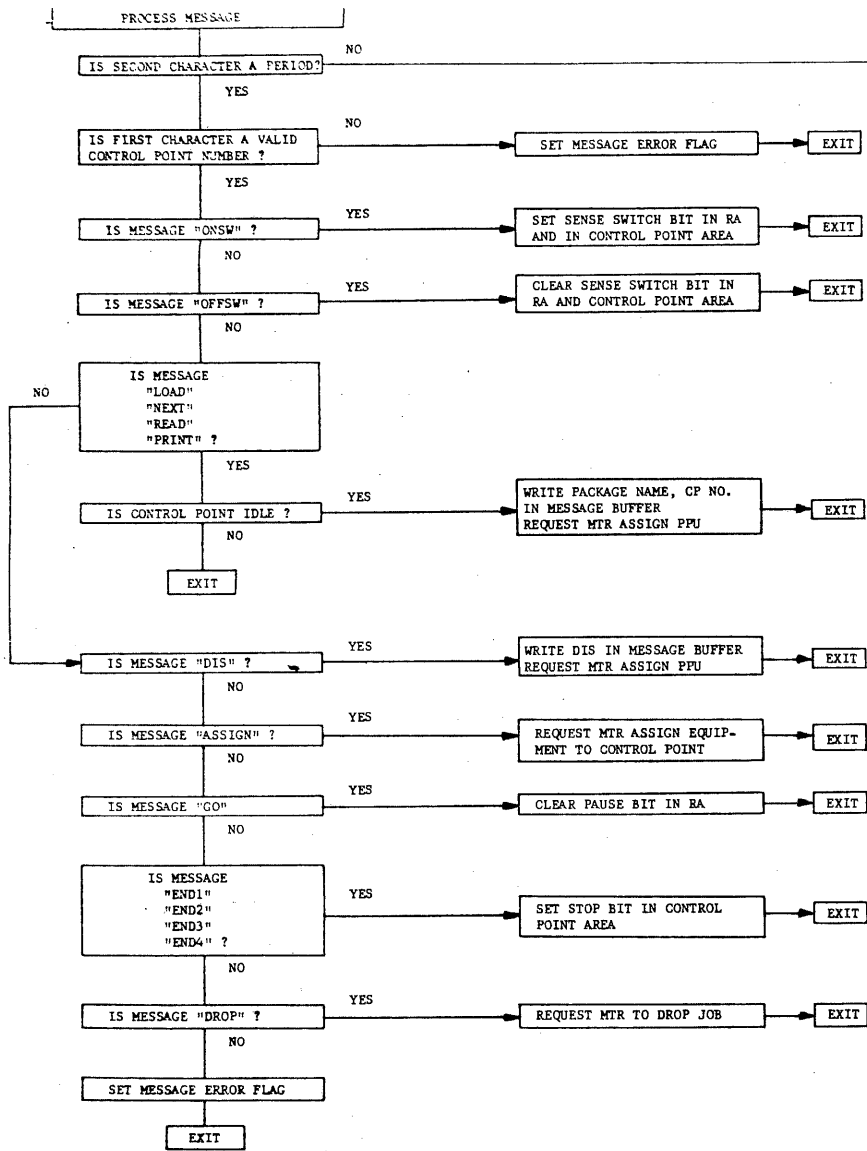 PROCESS MESSAGE
NO
IS SECOND CHARACTER A PERIOD?
YES
NO
IS FIRST CHARACTER A VALID
CONTROL POINT NUMBER ?
SET MESSAGE ERROR FLAG
EXIT
YES
YES
IS MESSAGE "ONSW" ?
SET SENSE SWITCH BIT IN RA
AND IN CONTROL POINT AREA
EXIT
NO
YES
IS MESSAGE "OFFSW" ?
CLEAR SENSE SWITCH BIT IN
RA AND CONTROL POINT AREA
EXIT
NO
NO
IS MESSAGE
"LOAD"
"NEXT"
"READ"
"PRINT" ?
YES
YES
IS CONTROL POINT IDLE ?
WRITE PACKAGE NAME, CP NO.
IN MESSAGE BUFFER
REQUEST MTR ASSIGN PPU
EXIT
NO
EXIT
YES
IS MESSAGE "DIS" ?
WRITE DIS IN MESSAGE BUFFER
REQUEST MTR ASSIGN PPU
EXIT
NO
YES
IS MESSAGE "ASSIGN" ?
REQUEST MTR ASSIGN EQUIP-
MENT TO CONTROL POINT
EXIT
NO
YES
IS MESSAGE "GO"
CLEAR PAUSE BIT IN RA
EXIT
NO
IS MESSAGE
"END1"
"END2"
"END3"
"END4" ?
YES
SET STOP BIT IN CONTROL
POINT AREA
EXIT
NO
YES
IS MESSAGE "DROP" ?
REQUEST MTR TO DROP JOB
EXIT
NO
SET MESSAGE ERROR FLAG
EXIT